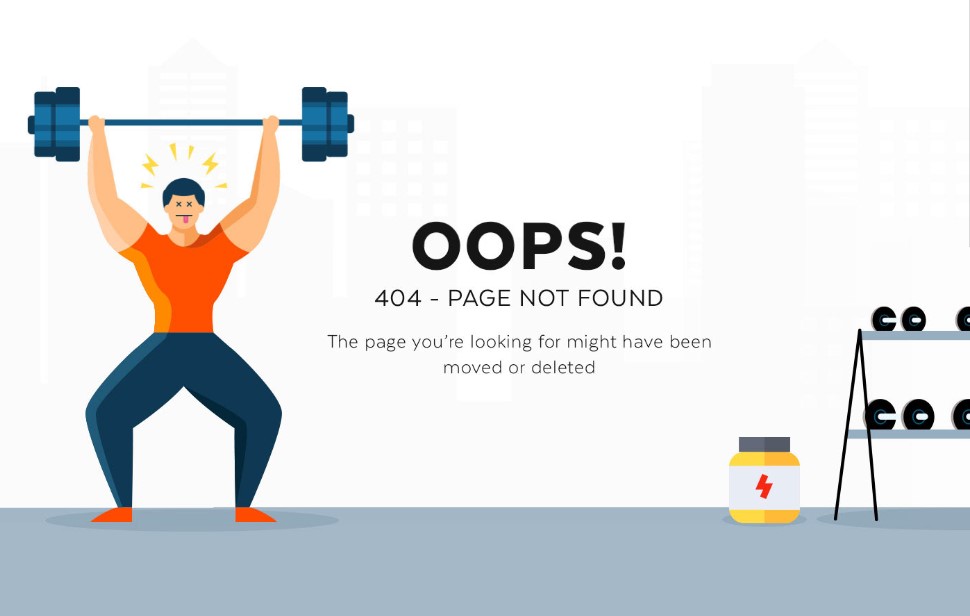 OOPS!
404 - PAGE NOT FOUND
The page you’re looking for might have been
moved or deleted